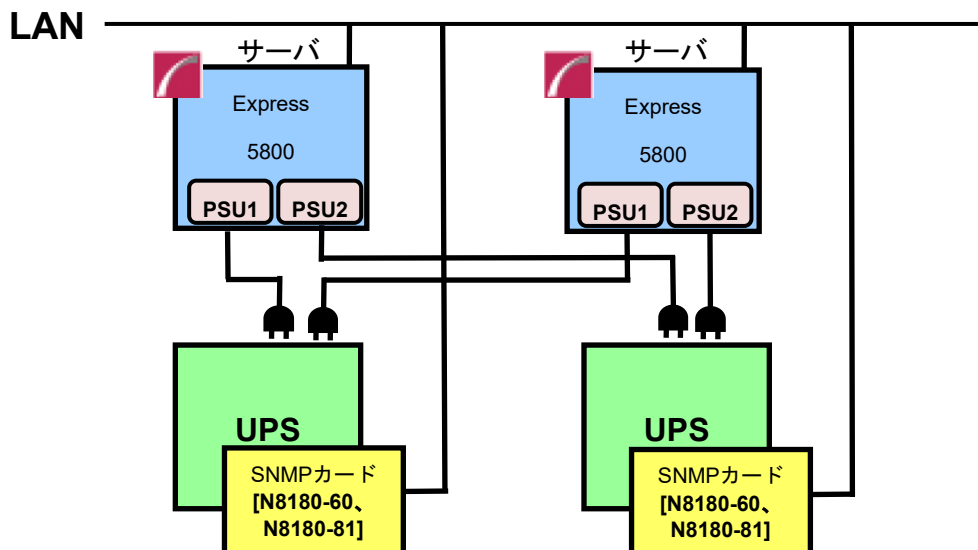 LAN
サーバ
サーバ
Express
5800
PSU1 PSU2
Express
5800
PSU1 PSU2
UPS
SNMPカード
[N8180-60、
N8180-81]
UPS
SNMPカード
[N8180-60、
N8180-81]